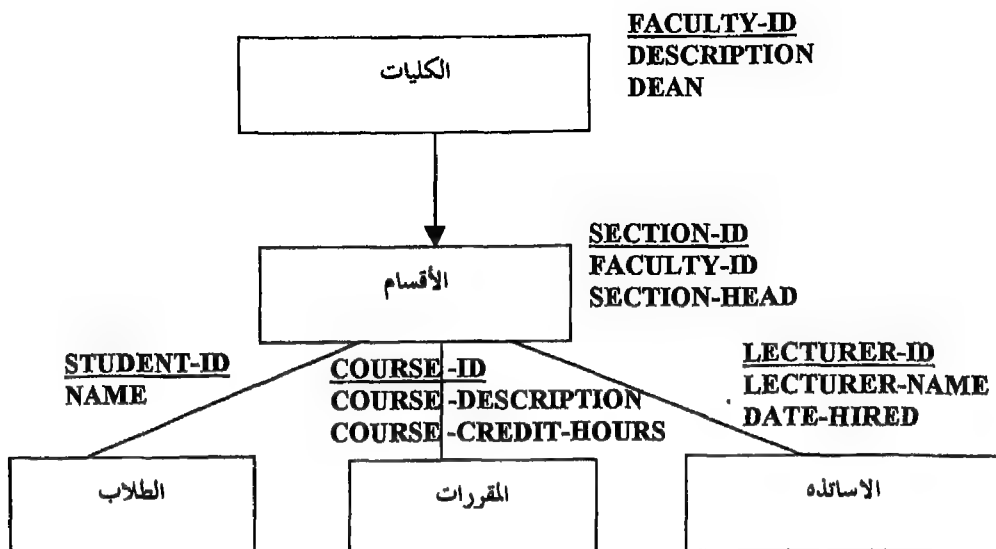 FACULTY-ID
DESCRIPTION
DEAN
الكليات
SECTION-ID
FACULTY-ID
SECTION-HEAD
الأقسام
STUDENT-ID
NAME
COURSE-ID
COURSE-DESCRIPTION
COURSE-CREDIT-HOURS
LECTURER-ID
LECTURER-NAME
DATE-HIRED
الطلاب
المقررات
الاساتذه